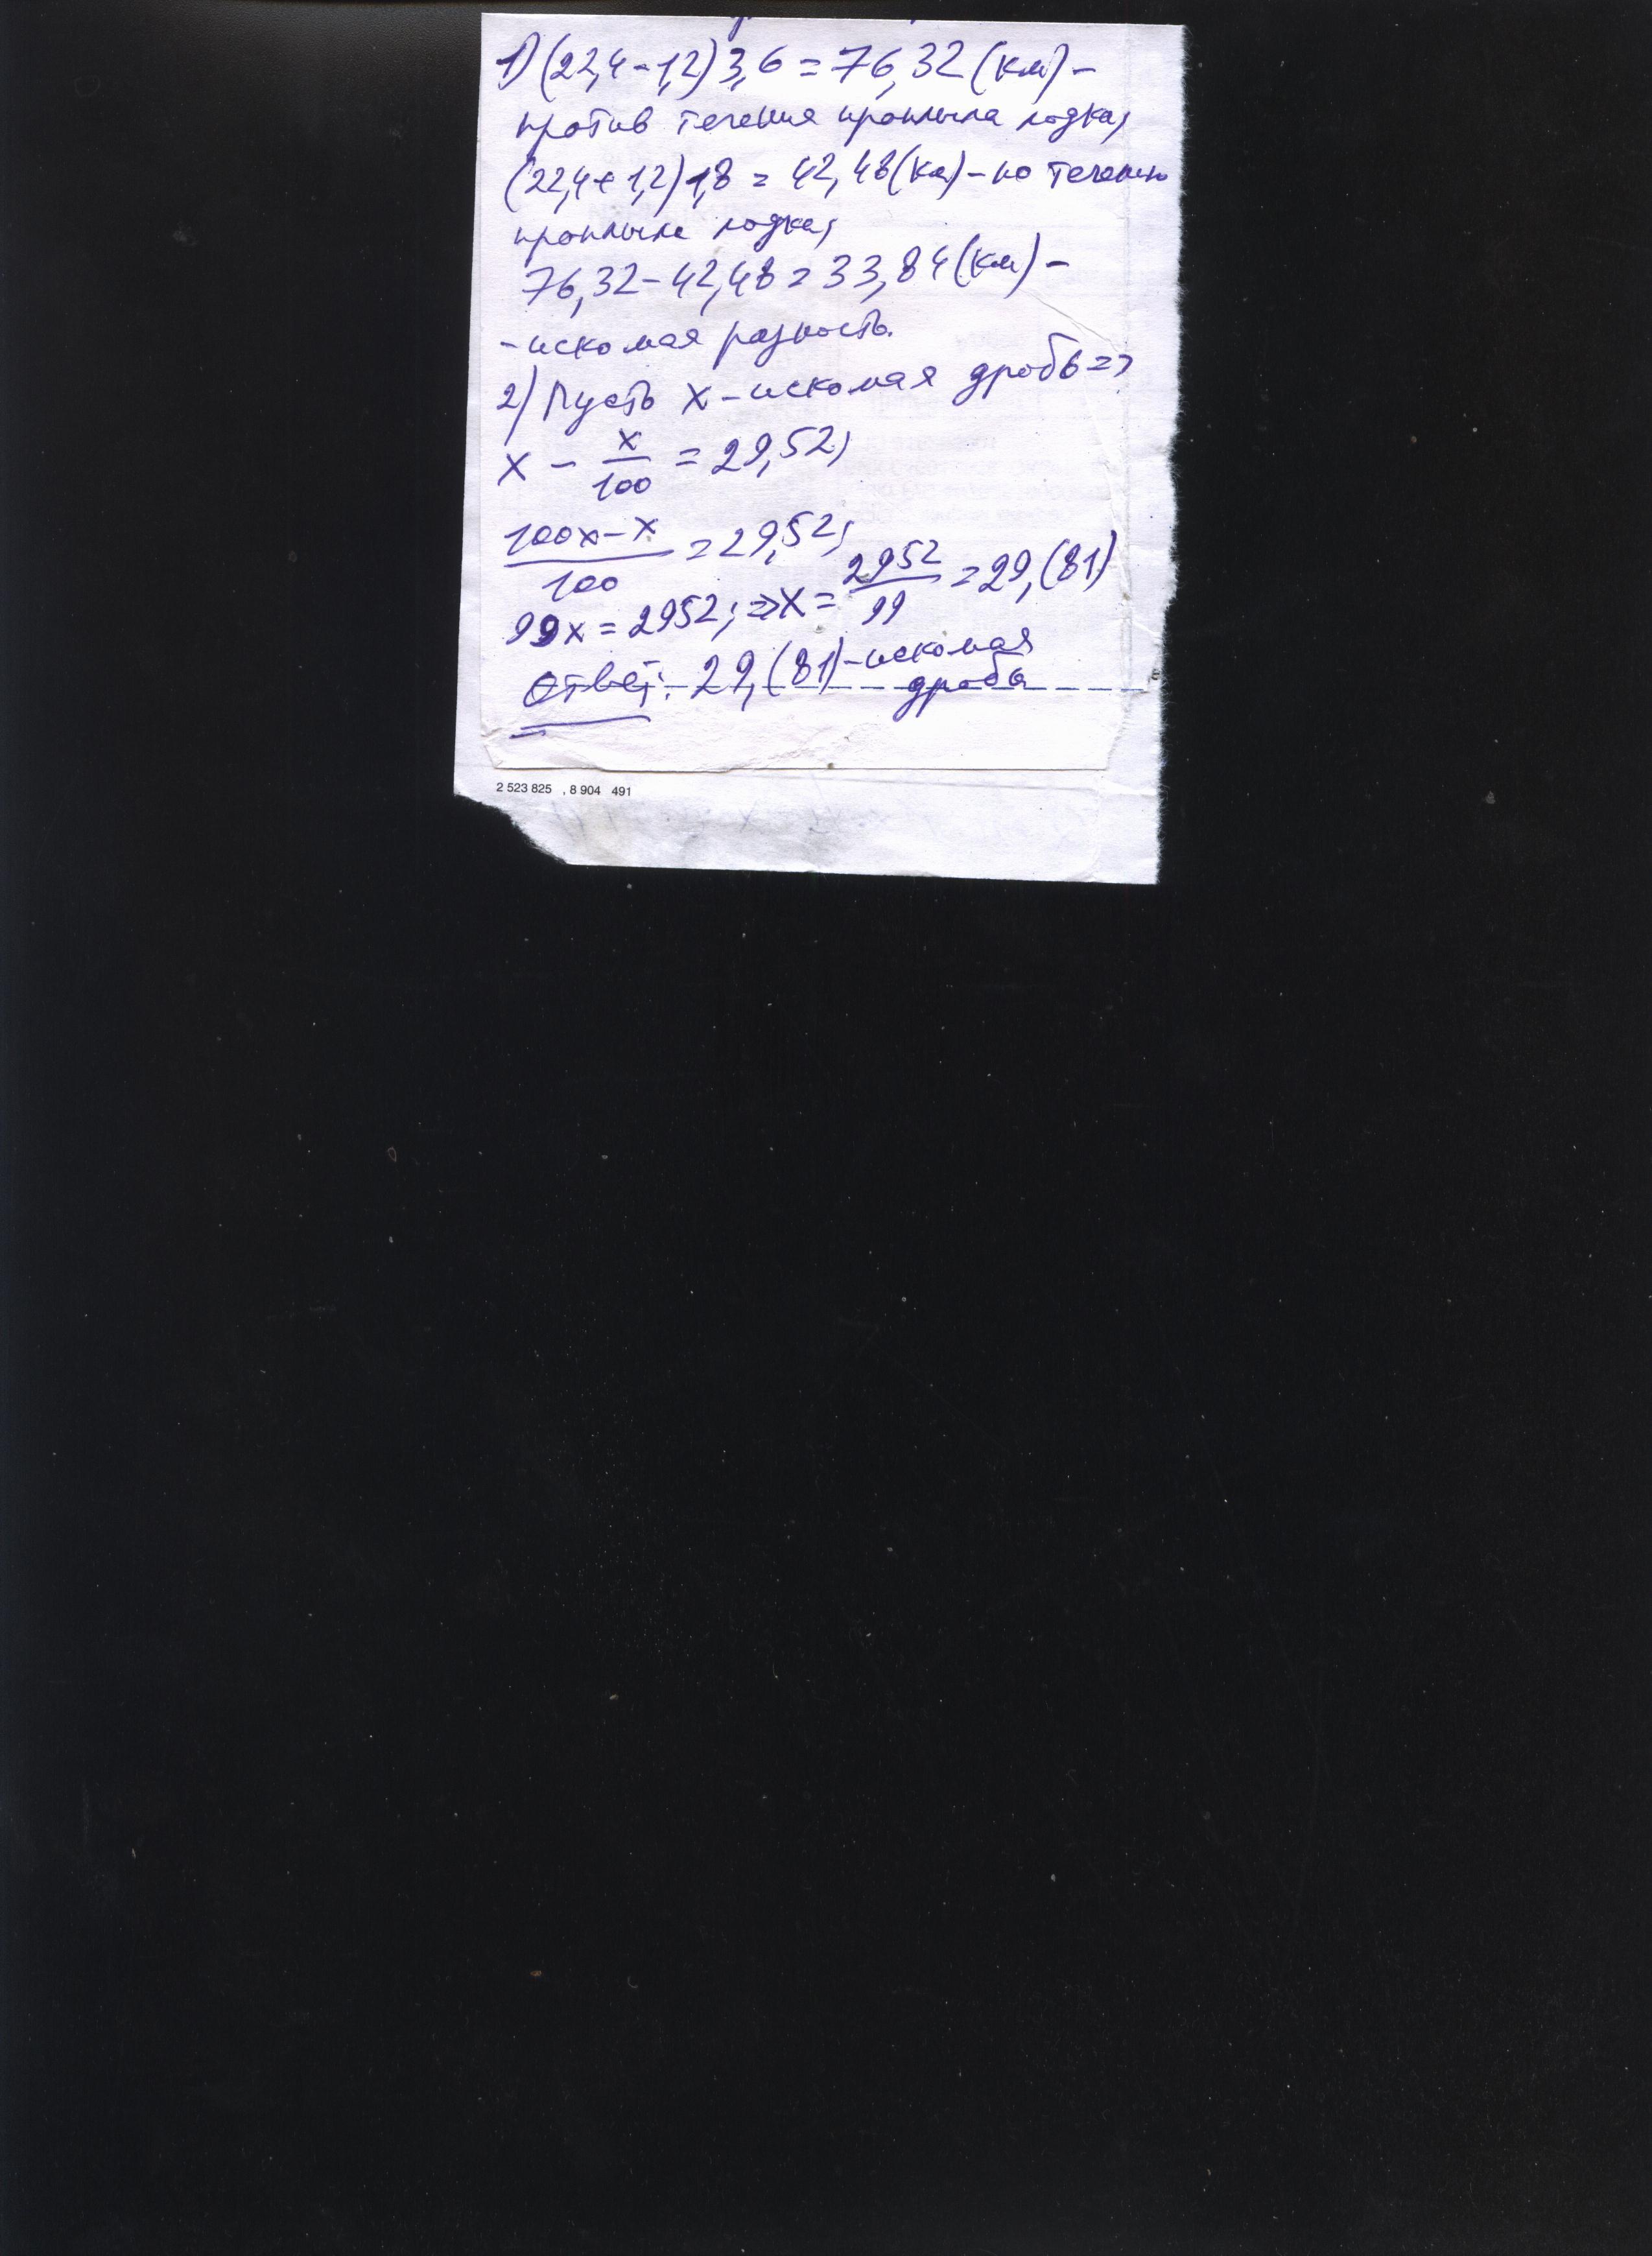 1) (22,4-1,2)3,6=76,32(км)-
против течения проплыла лодка;
(22,4+1,2)1,8=42,48(км)-по течению
проплыла лодка;
76,32-42,48=33,84(км)-
-искомая разность.
2) Пусть x-искомая дробь=>
x - x/100 = 29,52;
100x-x/100 = 29,52;
99x=2952; =>x= 2952/99 =29,(81)
Ответ: 29,(81)-искомая
дробь
2 523 825 , 8 904 491